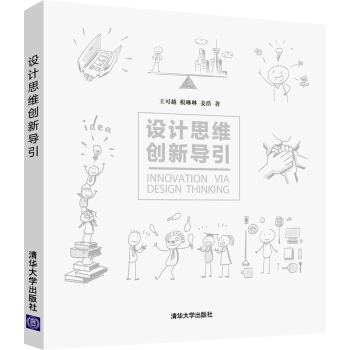 设计思维创新导引
清华大学出版社
王可越 税琳琳 姜浩 著
设计思维
创新导引
INNOVATION VIA
DESIGN THINKING
idea
清华大学出版社